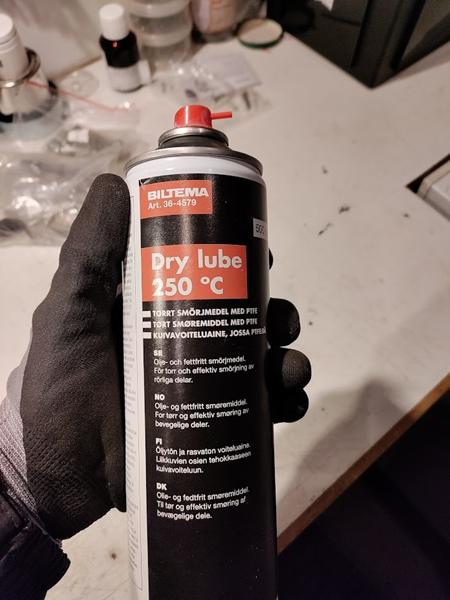 BILTEMA
Art. 36-4579
500
Dry lube
250 °C
TORRT SMÖRJMEDEL MED PTFE
TØRT SMØREMIDDEL MED PTFE
KUIVAVOITELUAINE, JOSSA PTFE:ÄÄ
SE
Olje- och fettfritt smörjmedel.
För torr och effektiv smörjning av
rörliga delar.
NO
Olje- og fettfritt smøremiddel.
For tørr og effektiv smøring av
bevegelige deler.
FI
Öljytön ja rasvaton voiteluaine.
Liikkuvien osien tehokkaaseen
kuivavoiteluun.
DK
Olie- og fedtfrit smøremiddel.
Til tør og effektiv smøring af
bevægelige dele.